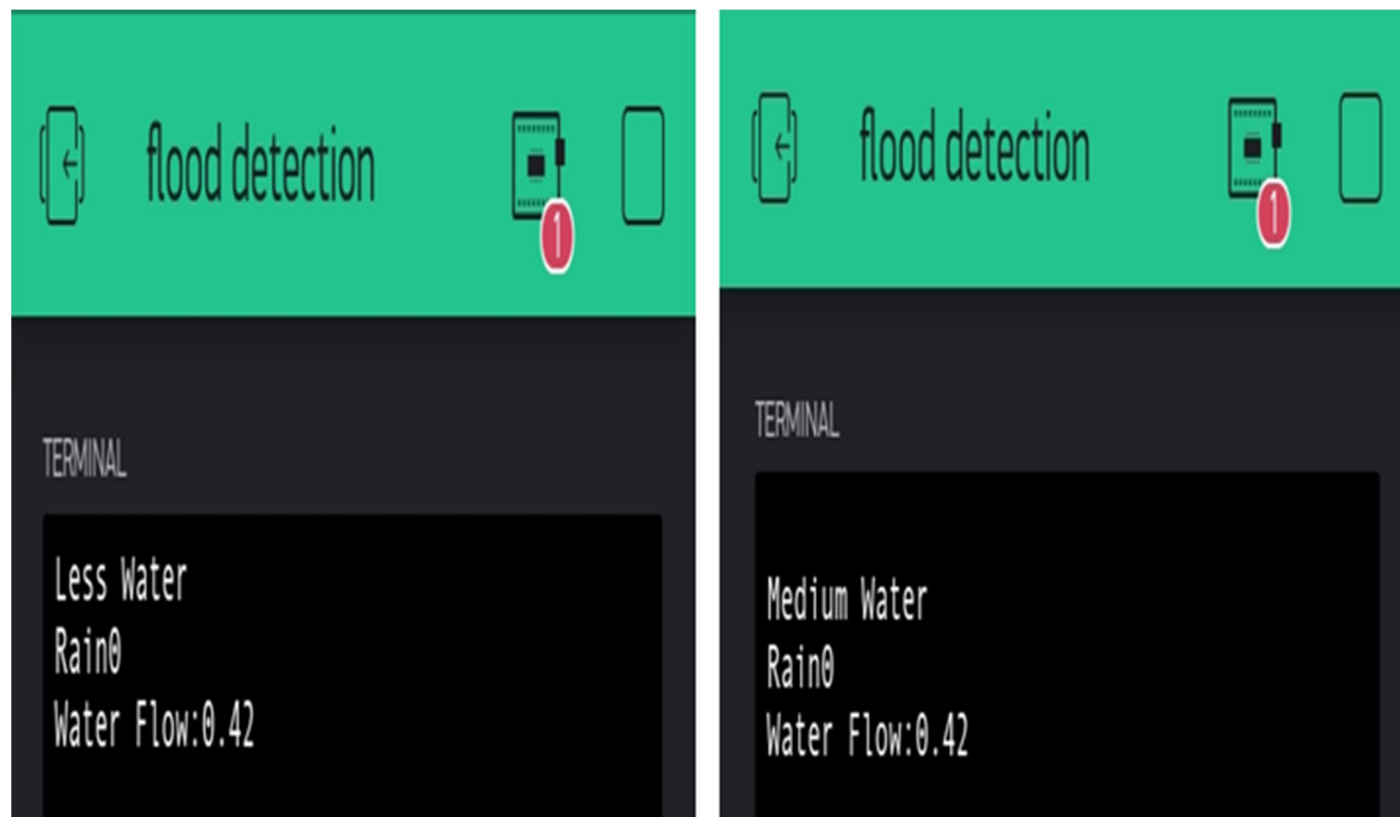 flood detection
1
TERMINAL
Less Water
Rain0
Water Flow:0.42
flood detection
1
TERMINAL
Medium Water
Rain0
Water Flow:0.42